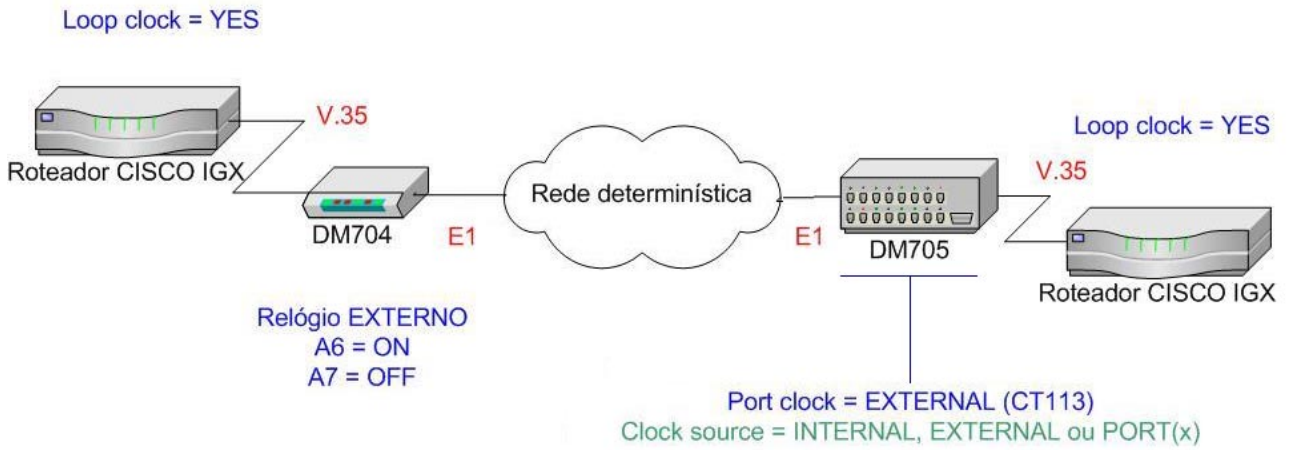 Loop clock = YES
V.35
Roteador CISCO IGX
DM704
E1
Rede determinística
E1
DM705
V.35
Loop clock = YES
Roteador CISCO IGX
Relógio EXTERNO
A6 = ON
A7 = OFF
Port clock = EXTERNAL (CT113)
Clock source = INTERNAL, EXTERNAL ou PORT(x)